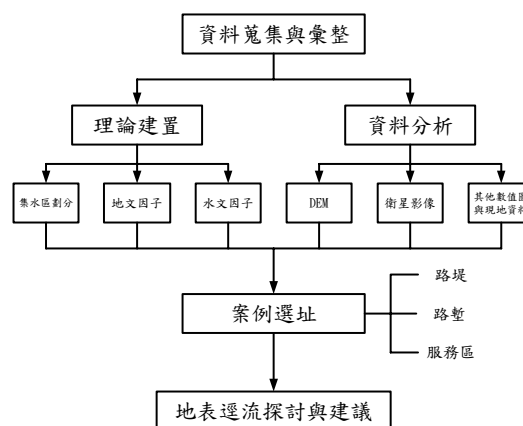 資料蒐集與彙整
理論建置
資料分析
集水區劃分
地文因子
水文因子
DEM
衛星影像
其他數值圖
與現地資料
案例選址
路堤
路塹
服務區
地表逕流探討與建議